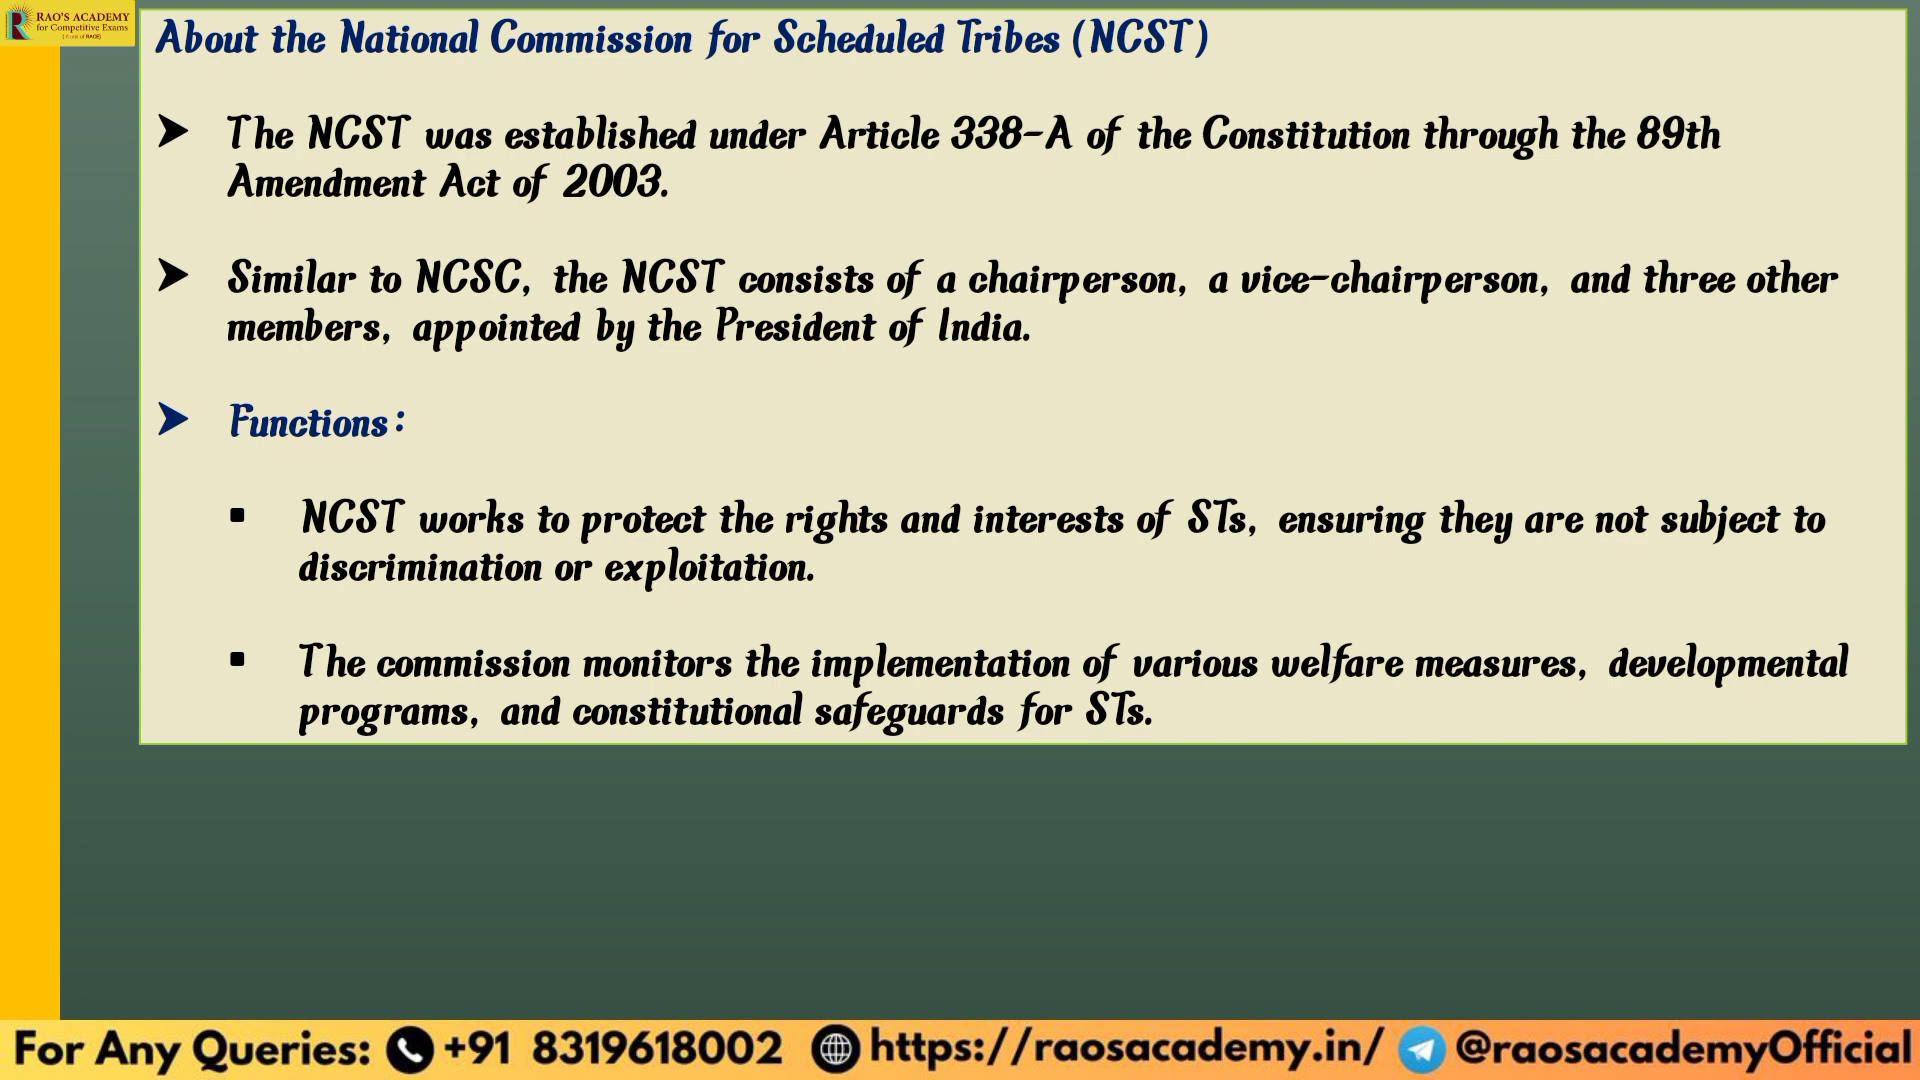 RAO'S ACADEMY
for Competitive Exams
(A unit of RACE)
About the National Commission for Scheduled Tribes (NCST)
➤ The NCST was established under Article 338-A of the Constitution through the 89th
Amendment Act of 2003.
➤ Similar to NCSC, the NCST consists of a chairperson, a vice-chairperson, and three other
members, appointed by the President of India.
➤ Functions:
▪ NCST works to protect the rights and interests of STs, ensuring they are not subject to
discrimination or exploitation.
▪ The commission monitors the implementation of various welfare measures, developmental
programs, and constitutional safeguards for STs.
For Any Queries: +91 8319618002 https://raosacademy.in/ @raosacademyOfficial